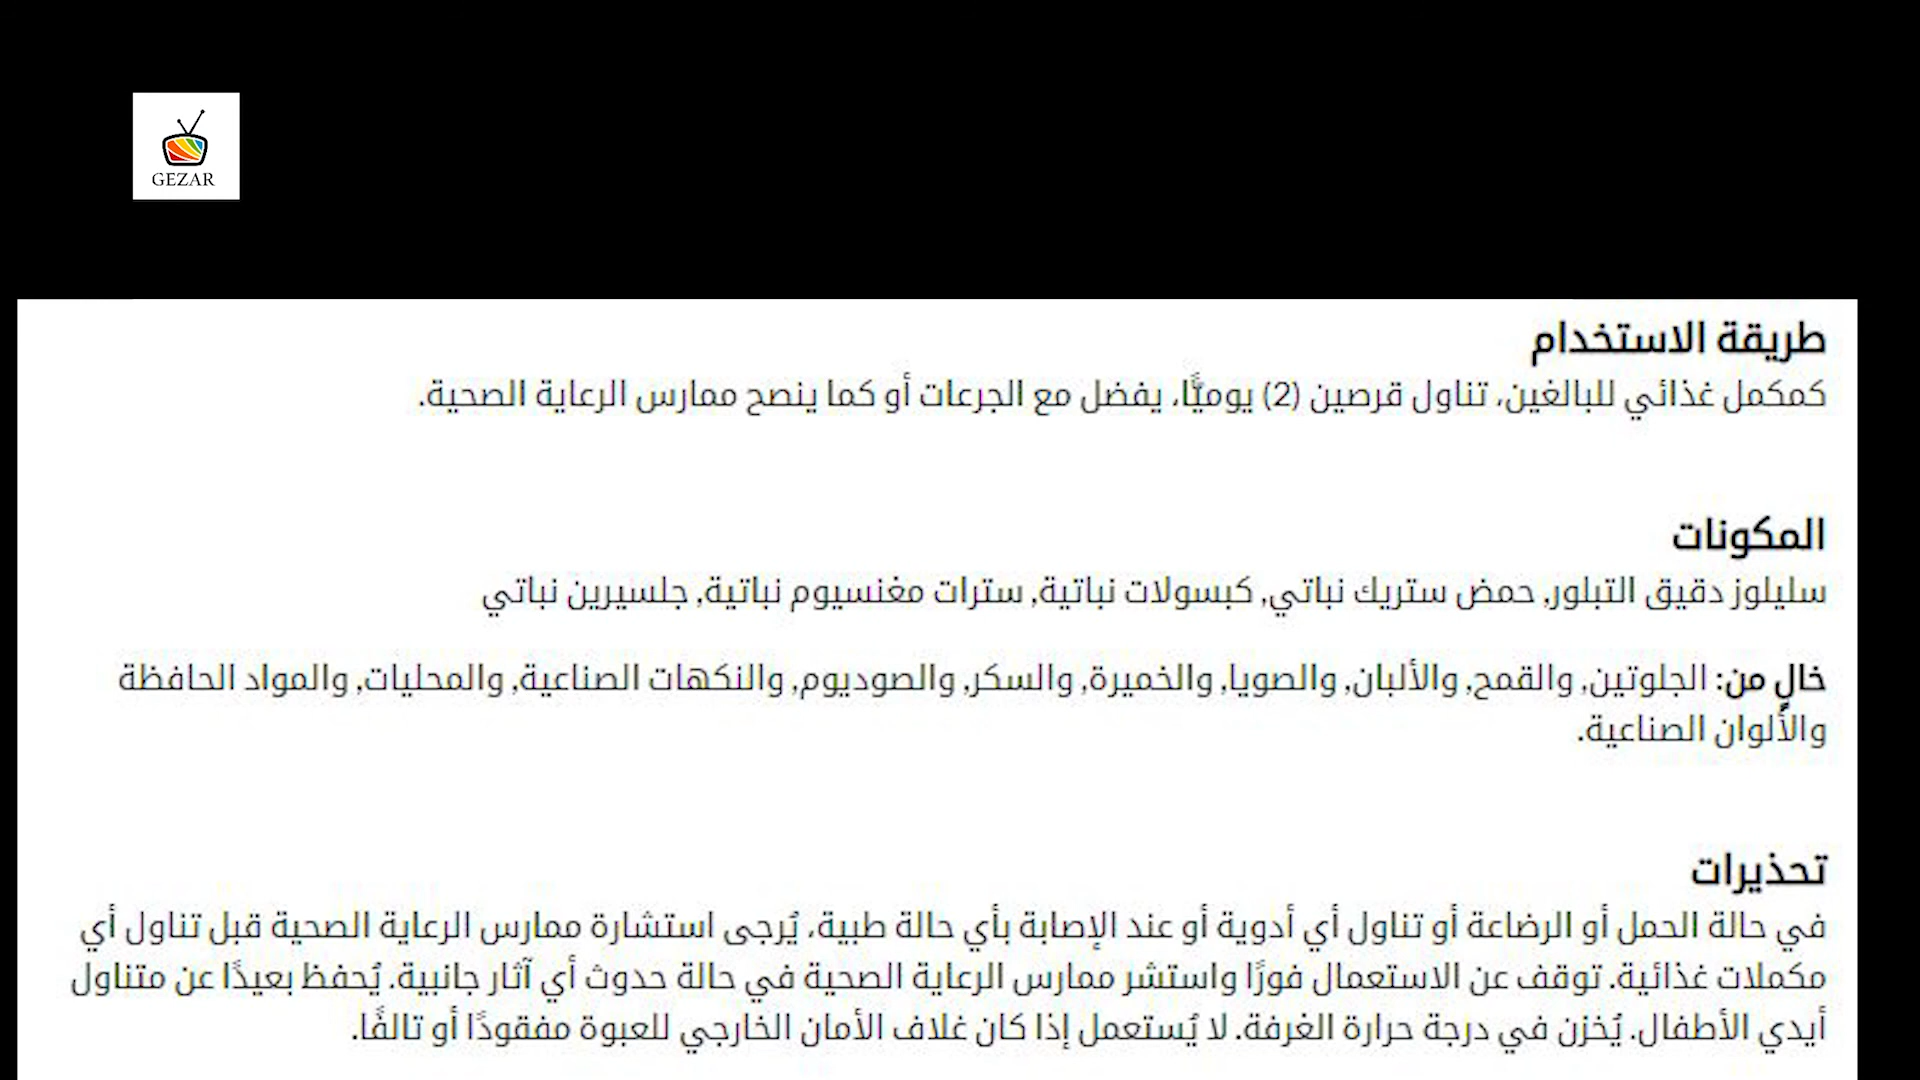 GEZAR
طريقة الاستخدام
كمكمل غذائي للبالغين، تناول قرصين (2) يوميًّا، يفضل مع الجرعات أو كما ينصح ممارس الرعاية الصحية.
المكونات
سليلوز دقيق التبلور, حمض ستريك نباتي, كبسولات نباتية, سترات مغنسيوم نباتية, جلسيرين نباتي
خالٍ من: الجلوتين, والقمح, والألبان, والصويا, والخميرة, والسكر, والصوديوم, والنكهات الصناعية, والمحليات, والمواد الحافظة
والألوان الصناعية.
تحذيرات
في حالة الحمل أو الرضاعة أو تناول أي أدوية أو عند الإصابة بأي حالة طبية، يُرجى استشارة ممارس الرعاية الصحية قبل تناول أي
مكملات غذائية. توقف عن الاستعمال فورًا واستشر ممارس الرعاية الصحية في حالة حدوث أي آثار جانبية. يُحفظ بعيدًا عن متناول
أيدي الأطفال. يُخزن في درجة حرارة الغرفة. لا يُستعمل إذا كان غلاف الأمان الخارجي للعبوة مفقودًا أو تالفًا.